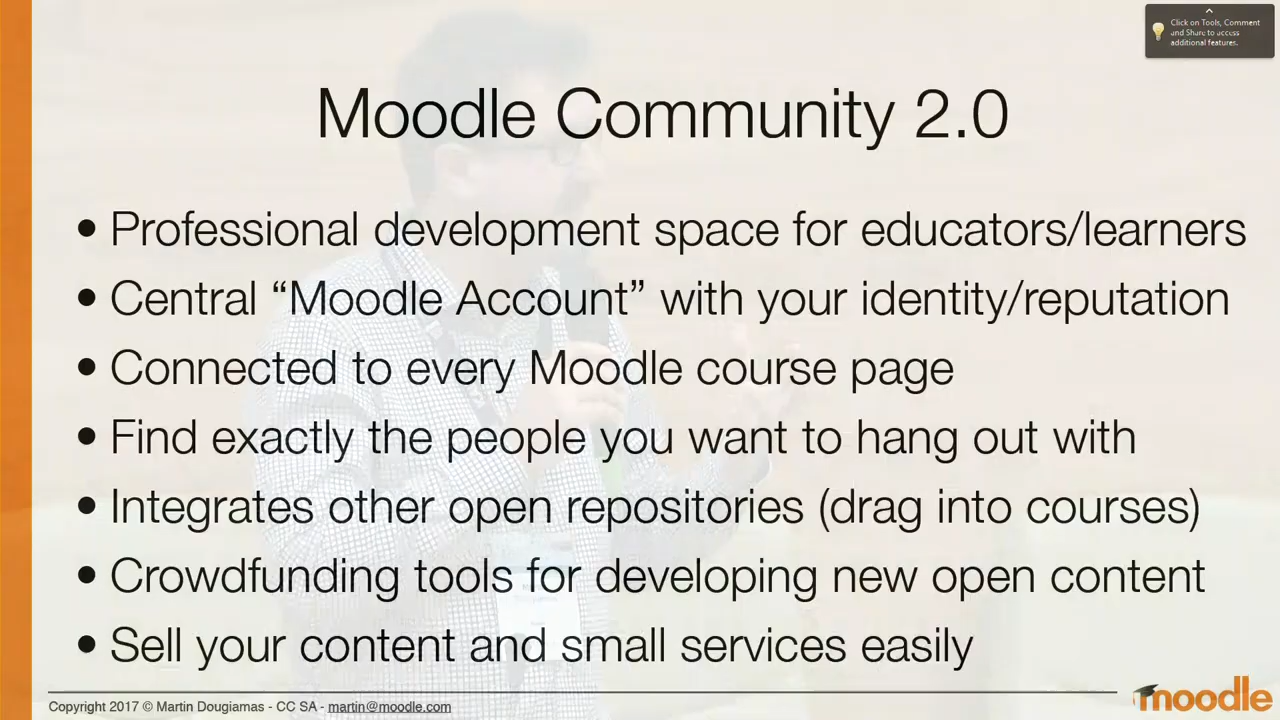 Click on Tools, Comment
and Share to access
additional features.
Moodle Community 2.0
• Professional development space for educators/learners
• Central “Moodle Account” with your identity/reputation
• Connected to every Moodle course page
• Find exactly the people you want to hang out with
• Integrates other open repositories (drag into courses)
• Crowdfunding tools for developing new open content
• Sell your content and small services easily
Copyright 2017 © Martin Dougiamas - CC SA - martin@moodle.com
moodle